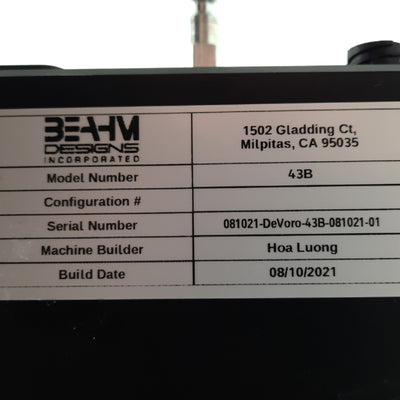 BEAHM
DESIGNS
INCORPORATED
1502 Gladding Ct,
Milpitas, CA 95035
Model Number 43B
Configuration #
Serial Number 081021-DeVoro-43B-081021-01
Machine Builder Hoa Luong
Build Date 08/10/2021